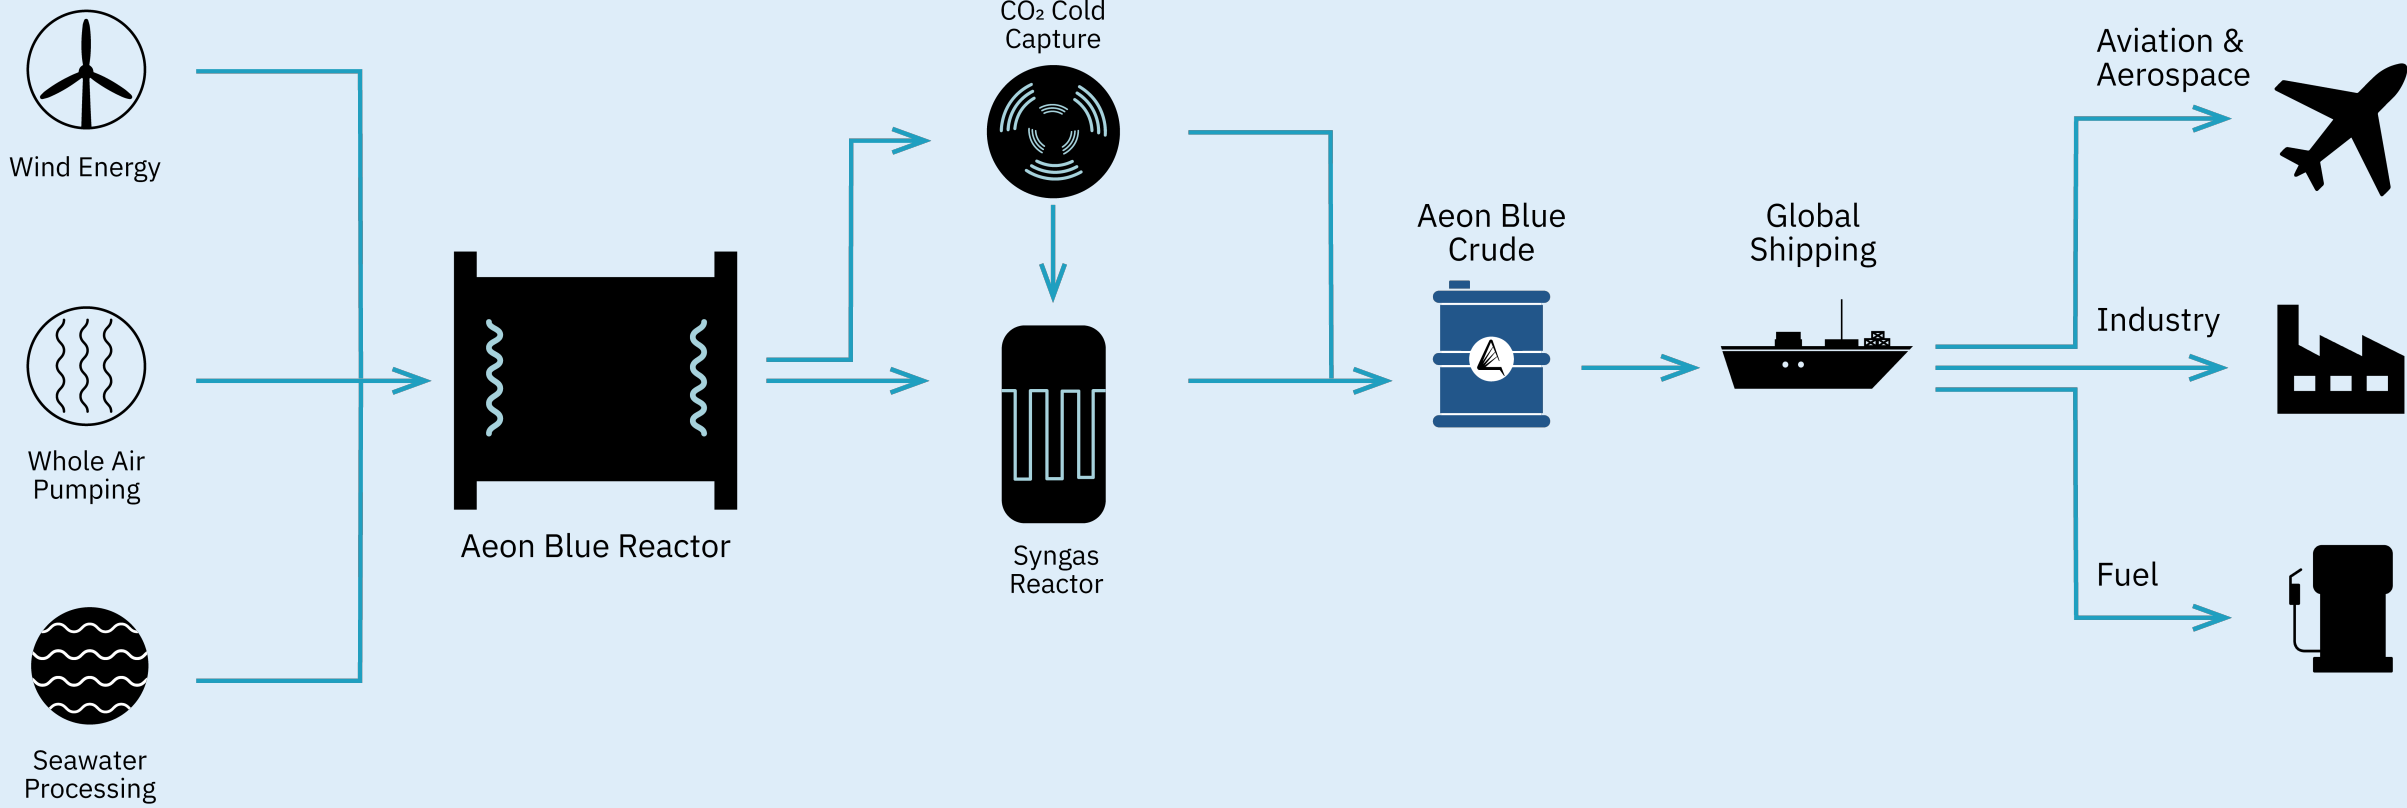 Wind Energy
Whole Air
Pumping
Seawater
Processing
Aeon Blue Reactor
CO₂ Cold
Capture
Syngas
Reactor
Aeon Blue
Crude
Global
Shipping
Aviation &
Aerospace
Industry
Fuel